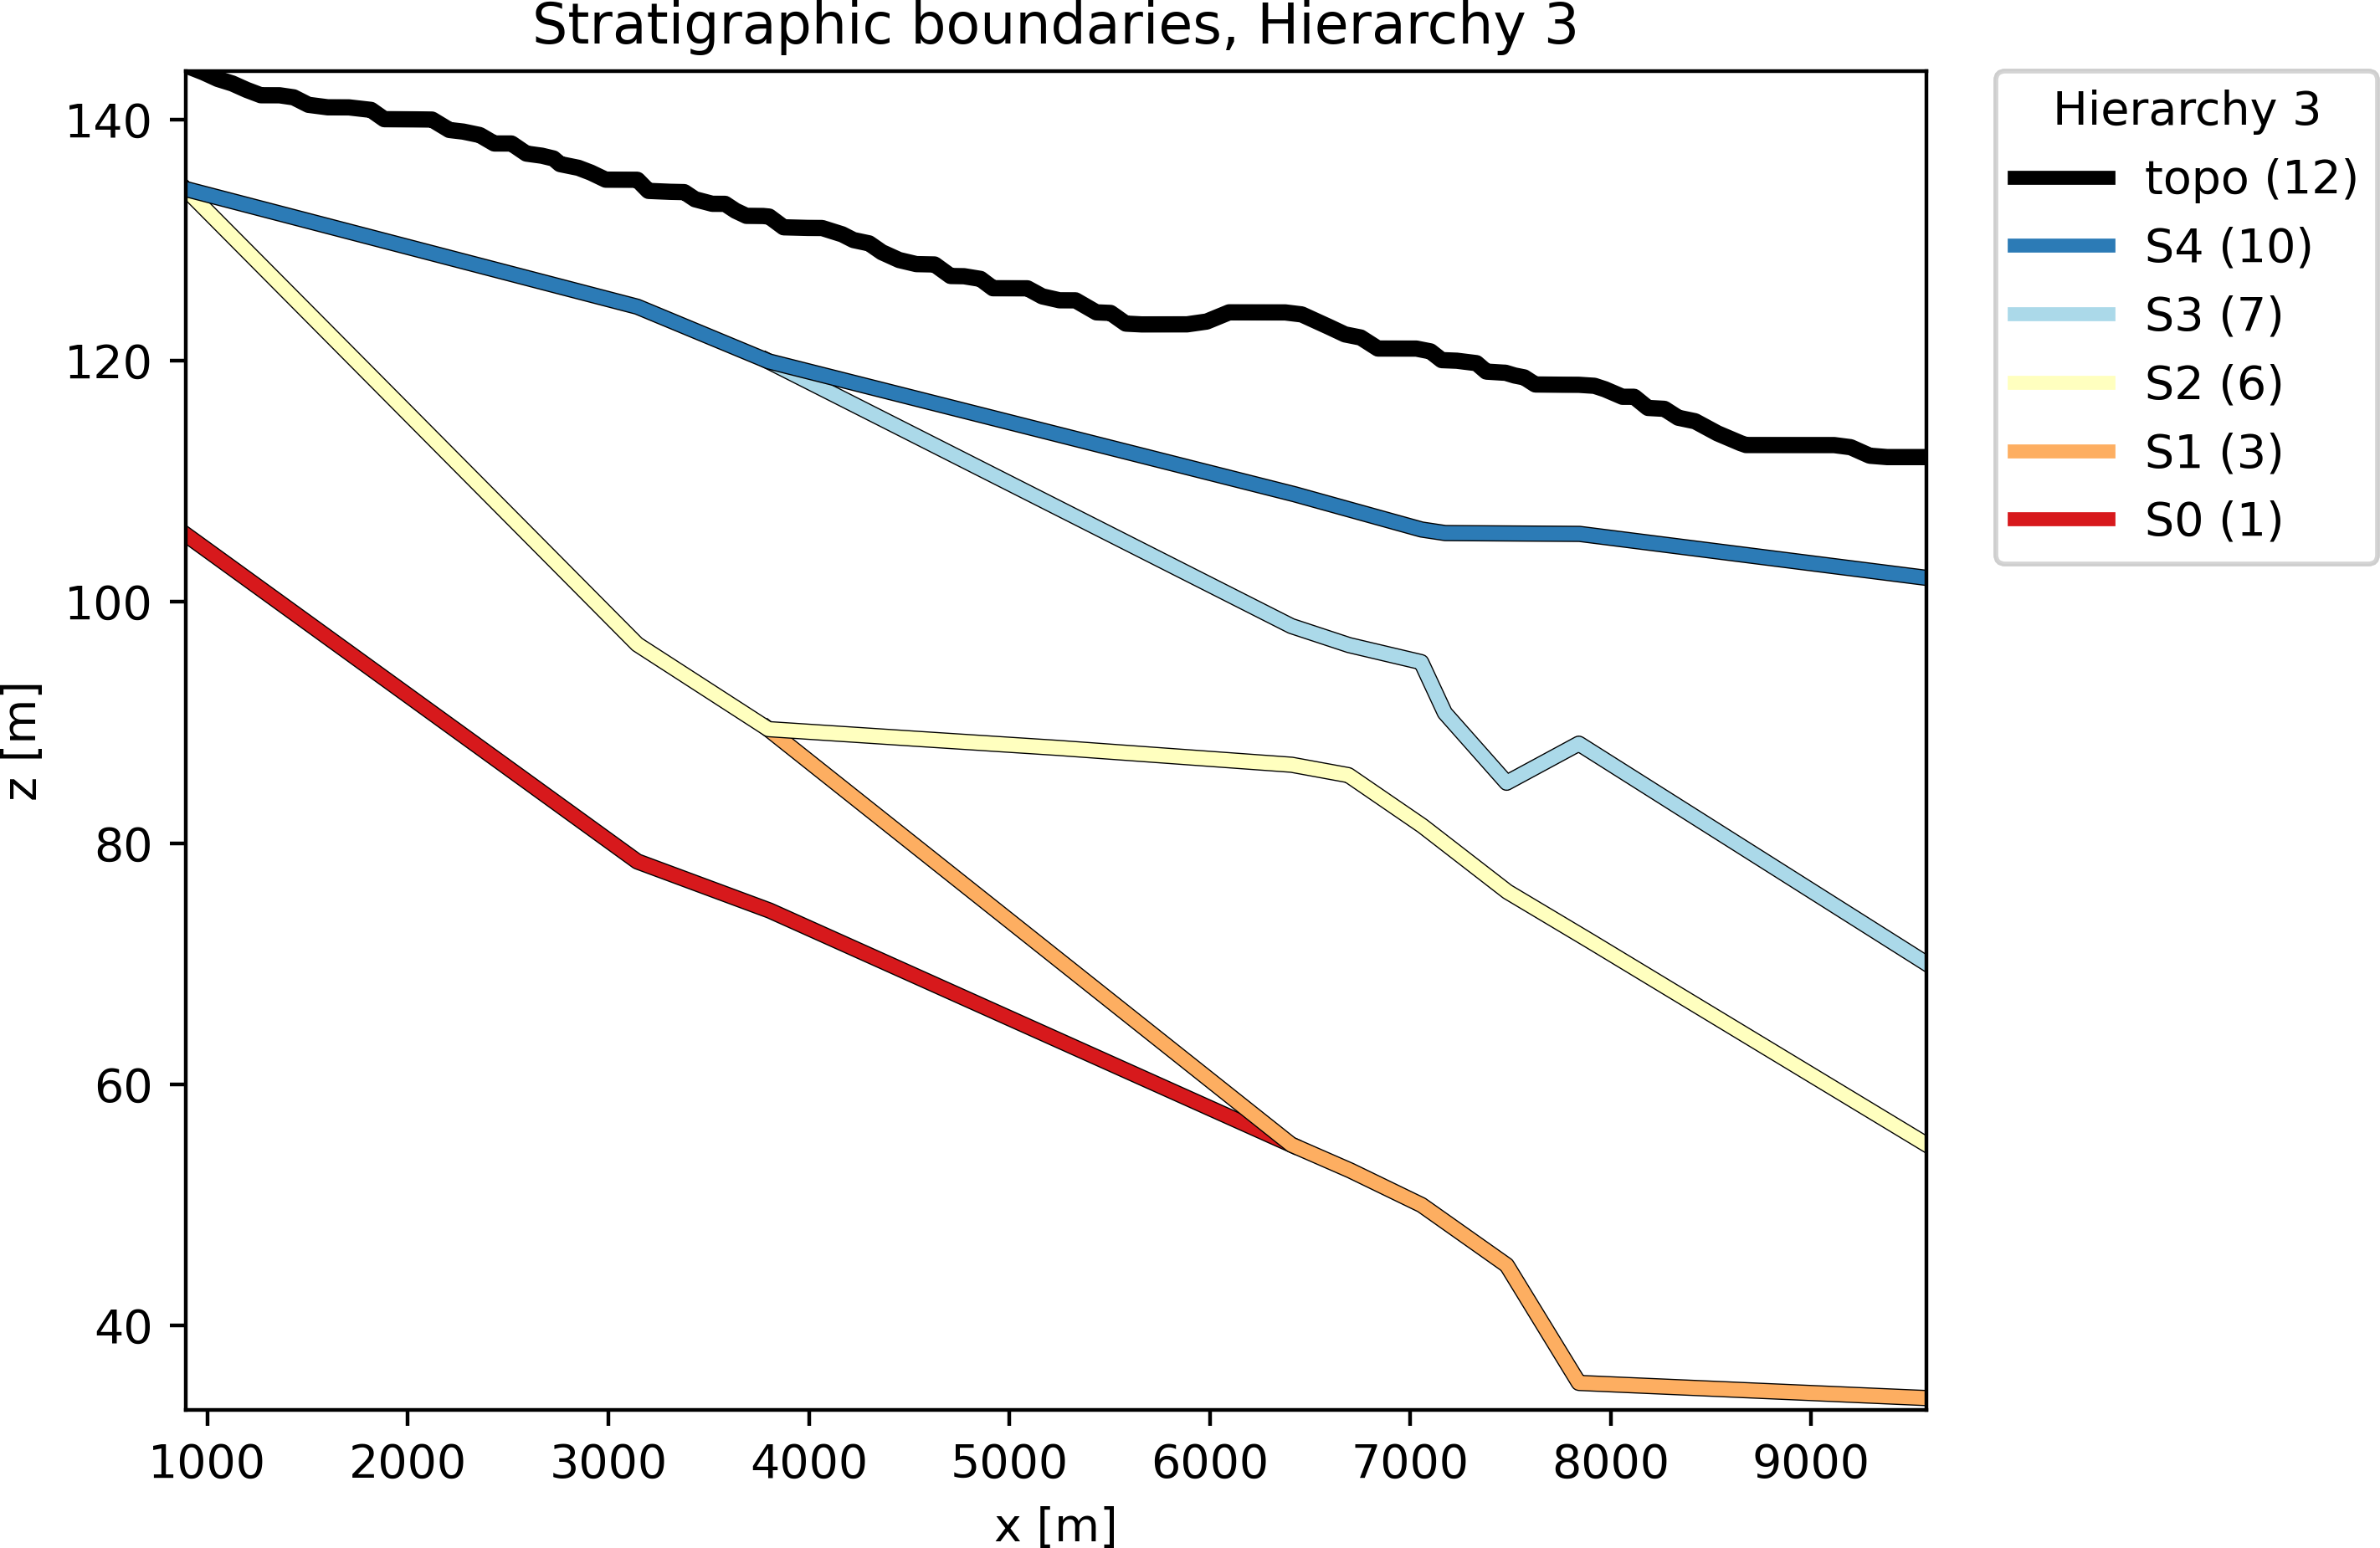 Stratigraphic boundaries, Hierarchy 3
z [m]
140
120
100
80
60
40
1000 2000 3000 4000 5000 6000 7000 8000 9000
x [m]
Hierarchy 3
topo (12)
S4 (10)
S3 (7)
S2 (6)
S1 (3)
S0 (1)